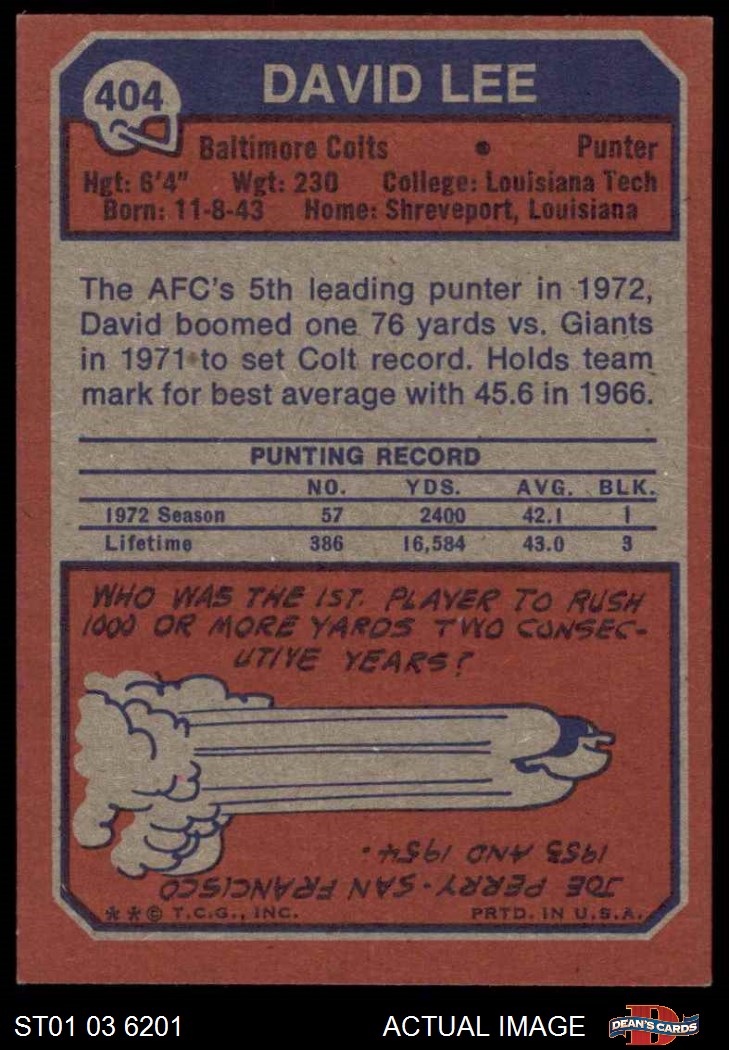 404
DAVID LEE
Baltimore Colts • Punter
Hgt: 6'4" Wgt: 230 College: Louisiana Tech
Born: 11-8-43 Home: Shreveport, Louisiana
The AFC's 5th leading punter in 1972,
David boomed one 76 yards vs. Giants
in 1971 to set Colt record. Holds team
mark for best average with 45.6 in 1966.
PUNTING RECORD
NO. YDS. AVG. BLK.
1972 Season 57 2400 42.1 1
Lifetime 386 16,584 43.0 3
WHO WAS THE 1ST. PLAYER TO RUSH
1000 OR MORE YARDS TWO CONSEC-
UTIVE YEARS?
JOE PERRY-SAN FRANCISCO
1953 AND 1954.
**© T.C.G., INC. PRTD. IN U.S.A.
ST01 03 6201 ACTUAL IMAGE
D
DEAN'S CARDS